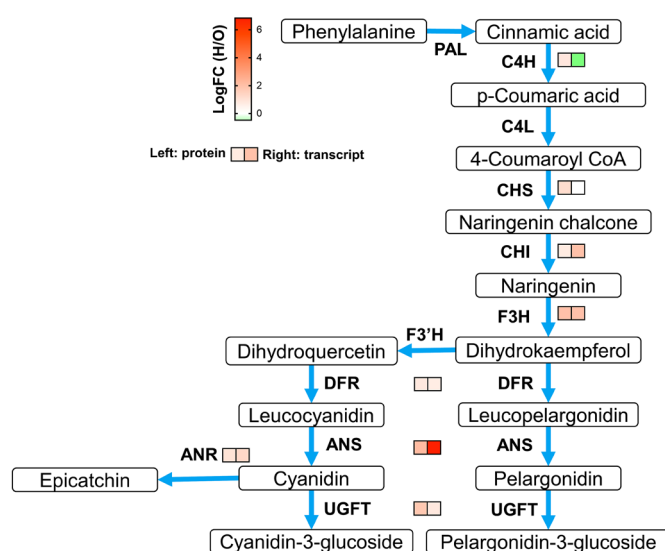 Phenylalanine
Cinnamic acid
PAL
LogFC (H/O)
6
4
2
0
C4H
p-Coumaric acid
C4L
Left: protein
Right: transcript
4-Coumaroyl CoA
CHS
Naringenin chalcone
CHI
Naringenin
F3H
F3’H
Dihydroquercetin
Dihydrokaempferol
DFR
DFR
Leucocyanidin
Leucopelargonidin
ANS
ANS
ANR
Epicatchin
Cyanidin
Pelargonidin
UGFT
UGFT
Cyanidin-3-glucoside
Pelargonidin-3-glucoside